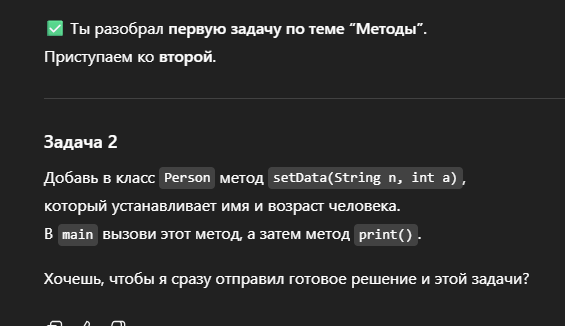 ✅ Ты разобрал первую задачу по теме “Методы”.
Приступаем ко второй.
Задача 2
Добавь в класс Person метод setData(String n, int a),
который устанавливает имя и возраст человека.
В main вызови этот метод, а затем метод print().
Хочешь, чтобы я сразу отправил готовое решение и этой задачи?